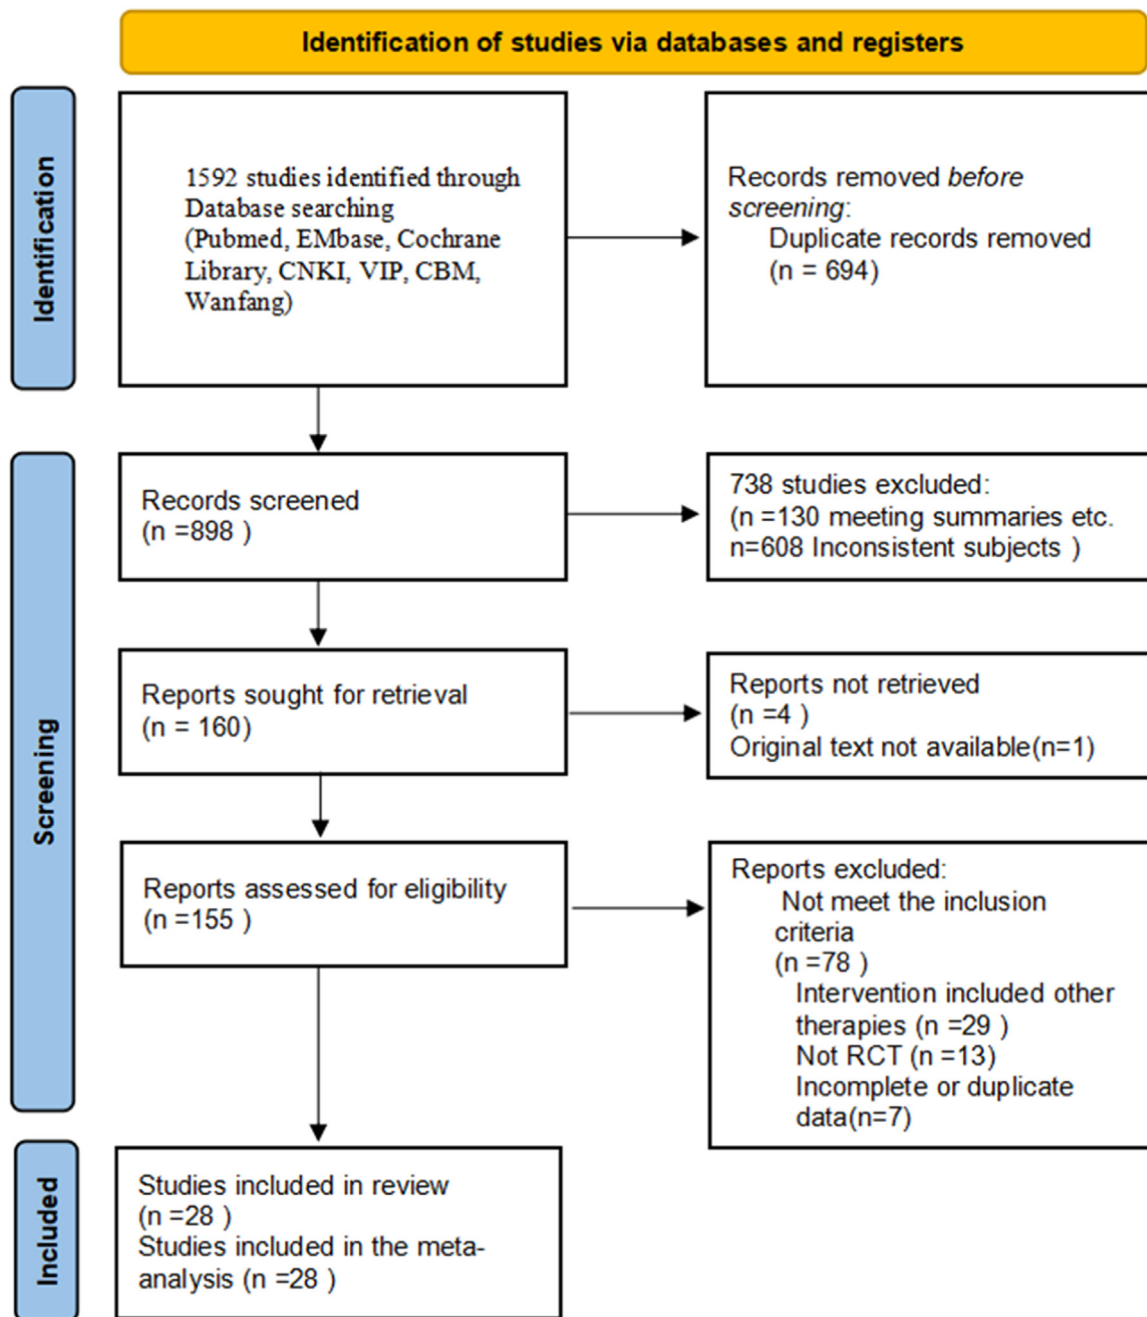 Identification of studies via databases and registers
Identification
1592 studies identified through
Database searching
(Pubmed, EMbase, Cochrane
Library, CNKI, VIP, CBM,
Wanfang)
Records removed before
screening:
Duplicate records removed
(n = 694)
Screening
Records screened
(n =898 )
738 studies excluded:
(n =130 meeting summaries etc.
n=608 Inconsistent subjects )
Reports sought for retrieval
(n = 160)
Reports not retrieved
(n =4 )
Original text not available(n=1)
Reports assessed for eligibility
(n =155 )
Reports excluded:
Not meet the inclusion
criteria
(n =78 )
Intervention included other
therapies (n =29 )
Not RCT (n =13)
Incomplete or duplicate
data(n=7)
Included
Studies included in review
(n =28 )
Studies included in the meta-
analysis (n =28 )